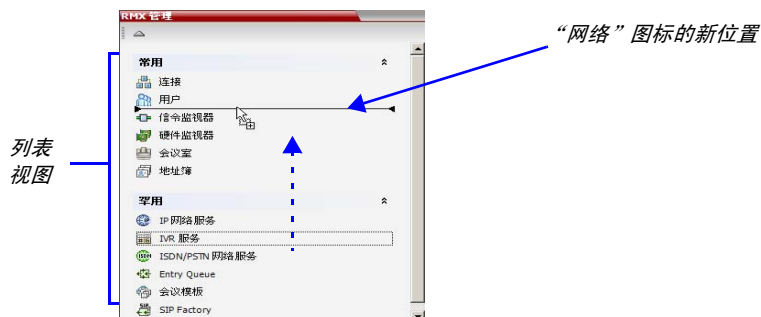 RMX 管理
“网络”图标的新位置
常用
连接
用户
信令监视器
硬件监视器
会议室
地址簿
列表
视图
罕用
IP 网络服务
IVR 服务
ISDN/PSTN 网络服务
Entry Queue
会议模板
SIP Factory